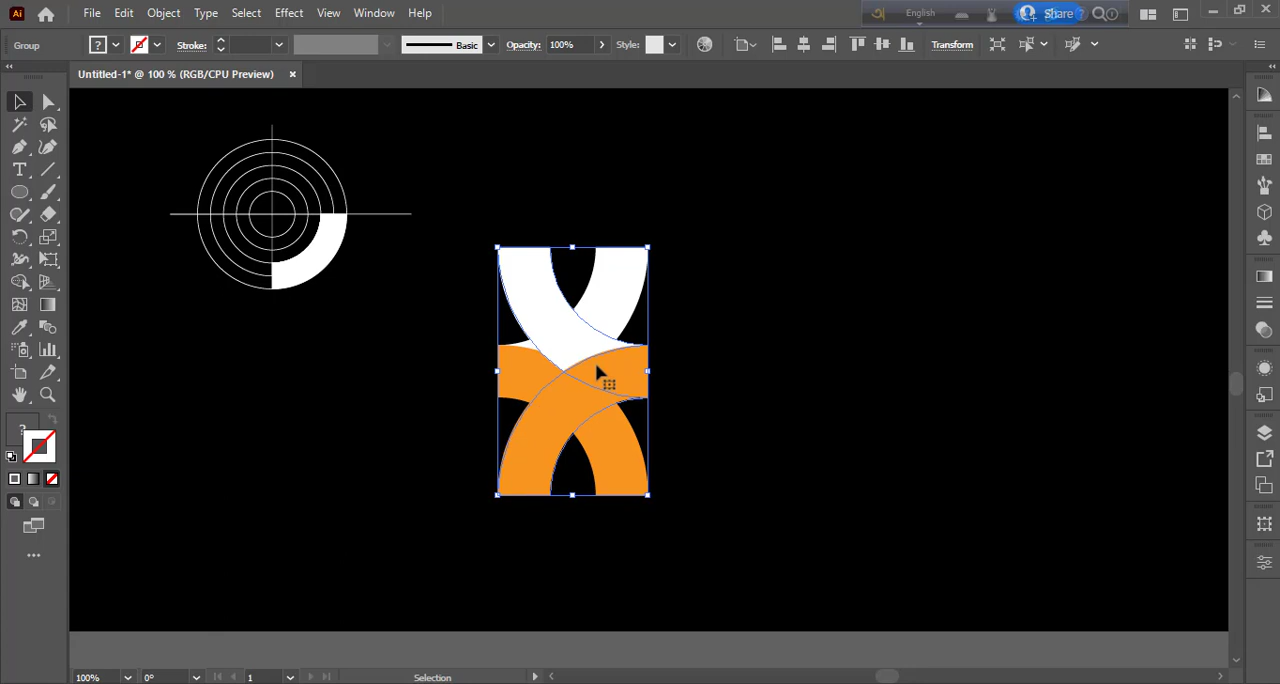 Ai File Edit Object Type Select Effect View Window Help English Share
Group ? Stroke: Basic Opacity: 100% Style: Transform
Untitled-1* @ 100 % (RGB/CPU Preview) ×
T
?
100% 0° 1 Selection